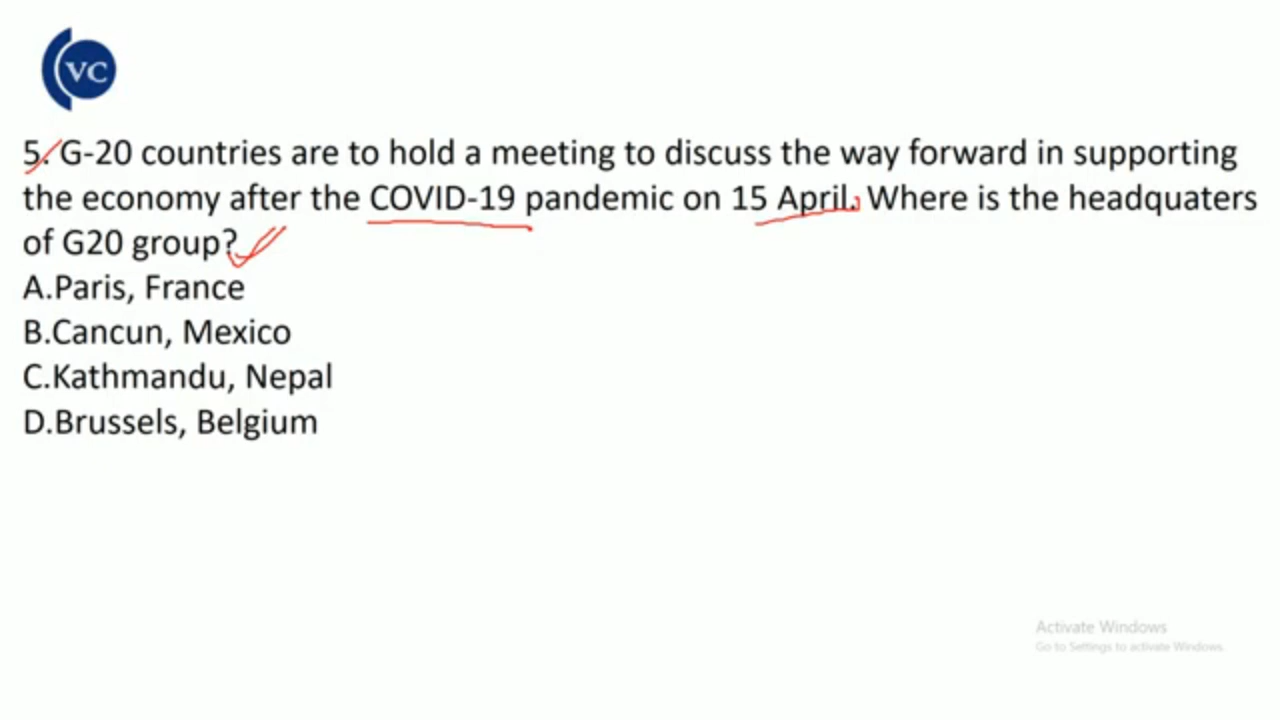 VC
5. G-20 countries are to hold a meeting to discuss the way forward in supporting
the economy after the COVID-19 pandemic on 15 April. Where is the headquaters
of G20 group?
A.Paris, France
B.Cancun, Mexico
C.Kathmandu, Nepal
D.Brussels, Belgium
Activate Windows
Go to Settings to activate Windows.